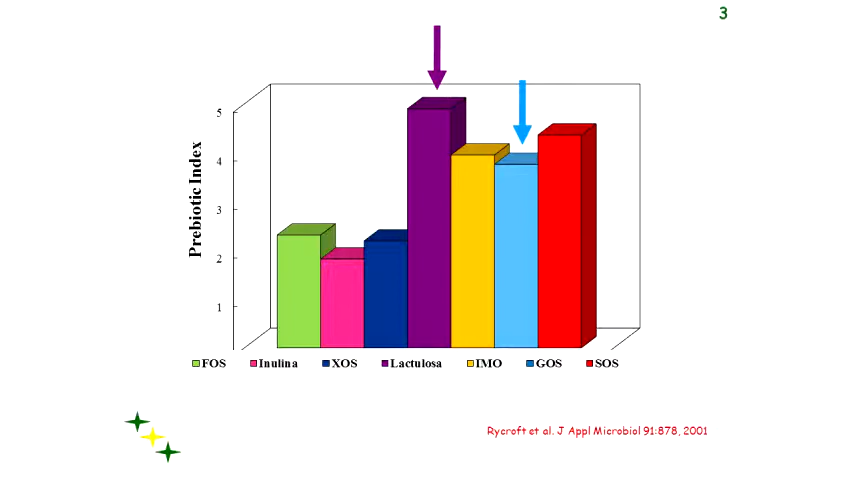 3
Prebiotic Index
5
4
3
2
1
FOS Inulina XOS Lactulosa IMO GOS SOS
Rycroft et al. J Appl Microbiol 91:878, 2001